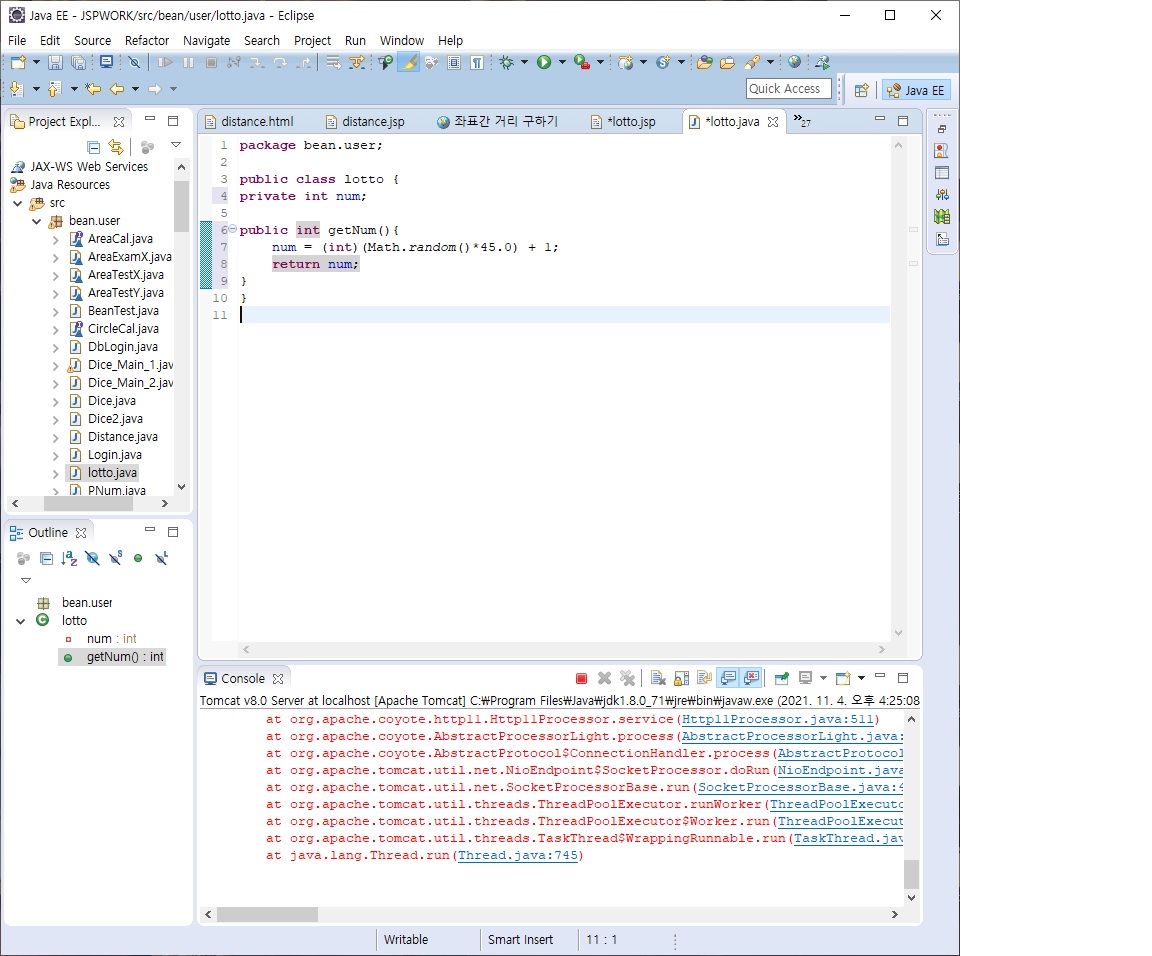 Java EE - JSPWORK/src/bean/user/lotto.java - Eclipse
File Edit Source Refactor Navigate Search Project Run Window Help
Quick Access
Java EE
Project Expl...
JAX-WS Web Services
Java Resources
src
bean.user
AreaCal.java
AreaExamX.java
AreaTestX.java
AreaTestY.java
BeanTest.java
CircleCal.java
DbLogin.java
Dice_Main_1.jav
Dice_Main_2.jav
Dice.java
Dice2.java
Distance.java
Login.java
lotto.java
PNum.java
Outline
bean.user
lotto
num : int
getNum() : int
distance.html distance.jsp 좌표간 거리 구하기 *lotto.jsp *lotto.java »27
1 package bean.user;
2
3 public class lotto {
4 private int num;
5
6 public int getNum(){
7 num = (int)(Math.random()*45.0) + 1;
8 return num;
9 }
10 }
11
Console
Tomcat v8.0 Server at localhost [Apache Tomcat] C:₩Program Files₩Java₩jdk1.8.0_71₩jre₩bin₩javaw.exe (2021. 11. 4. 오후 4:25:08
at org.apache.coyote.http11.Http11Processor.service(Http11Processor.java:511)
at org.apache.coyote.AbstractProcessorLight.process(AbstractProcessorLight.java:
at org.apache.coyote.AbstractProtocol$ConnectionHandler.process(AbstractProtocol
at org.apache.tomcat.util.net.NioEndpoint$SocketProcessor.doRun(NioEndpoint.java
at org.apache.tomcat.util.net.SocketProcessorBase.run(SocketProcessorBase.java:4
at org.apache.tomcat.util.threads.ThreadPoolExecutor.runWorker(ThreadPoolExecuto
at org.apache.tomcat.util.threads.ThreadPoolExecutor$Worker.run(ThreadPoolExecut
at org.apache.tomcat.util.threads.TaskThread$WrappingRunnable.run(TaskThread.jav
at java.lang.Thread.run(Thread.java:745)
Writable Smart Insert 11 : 1